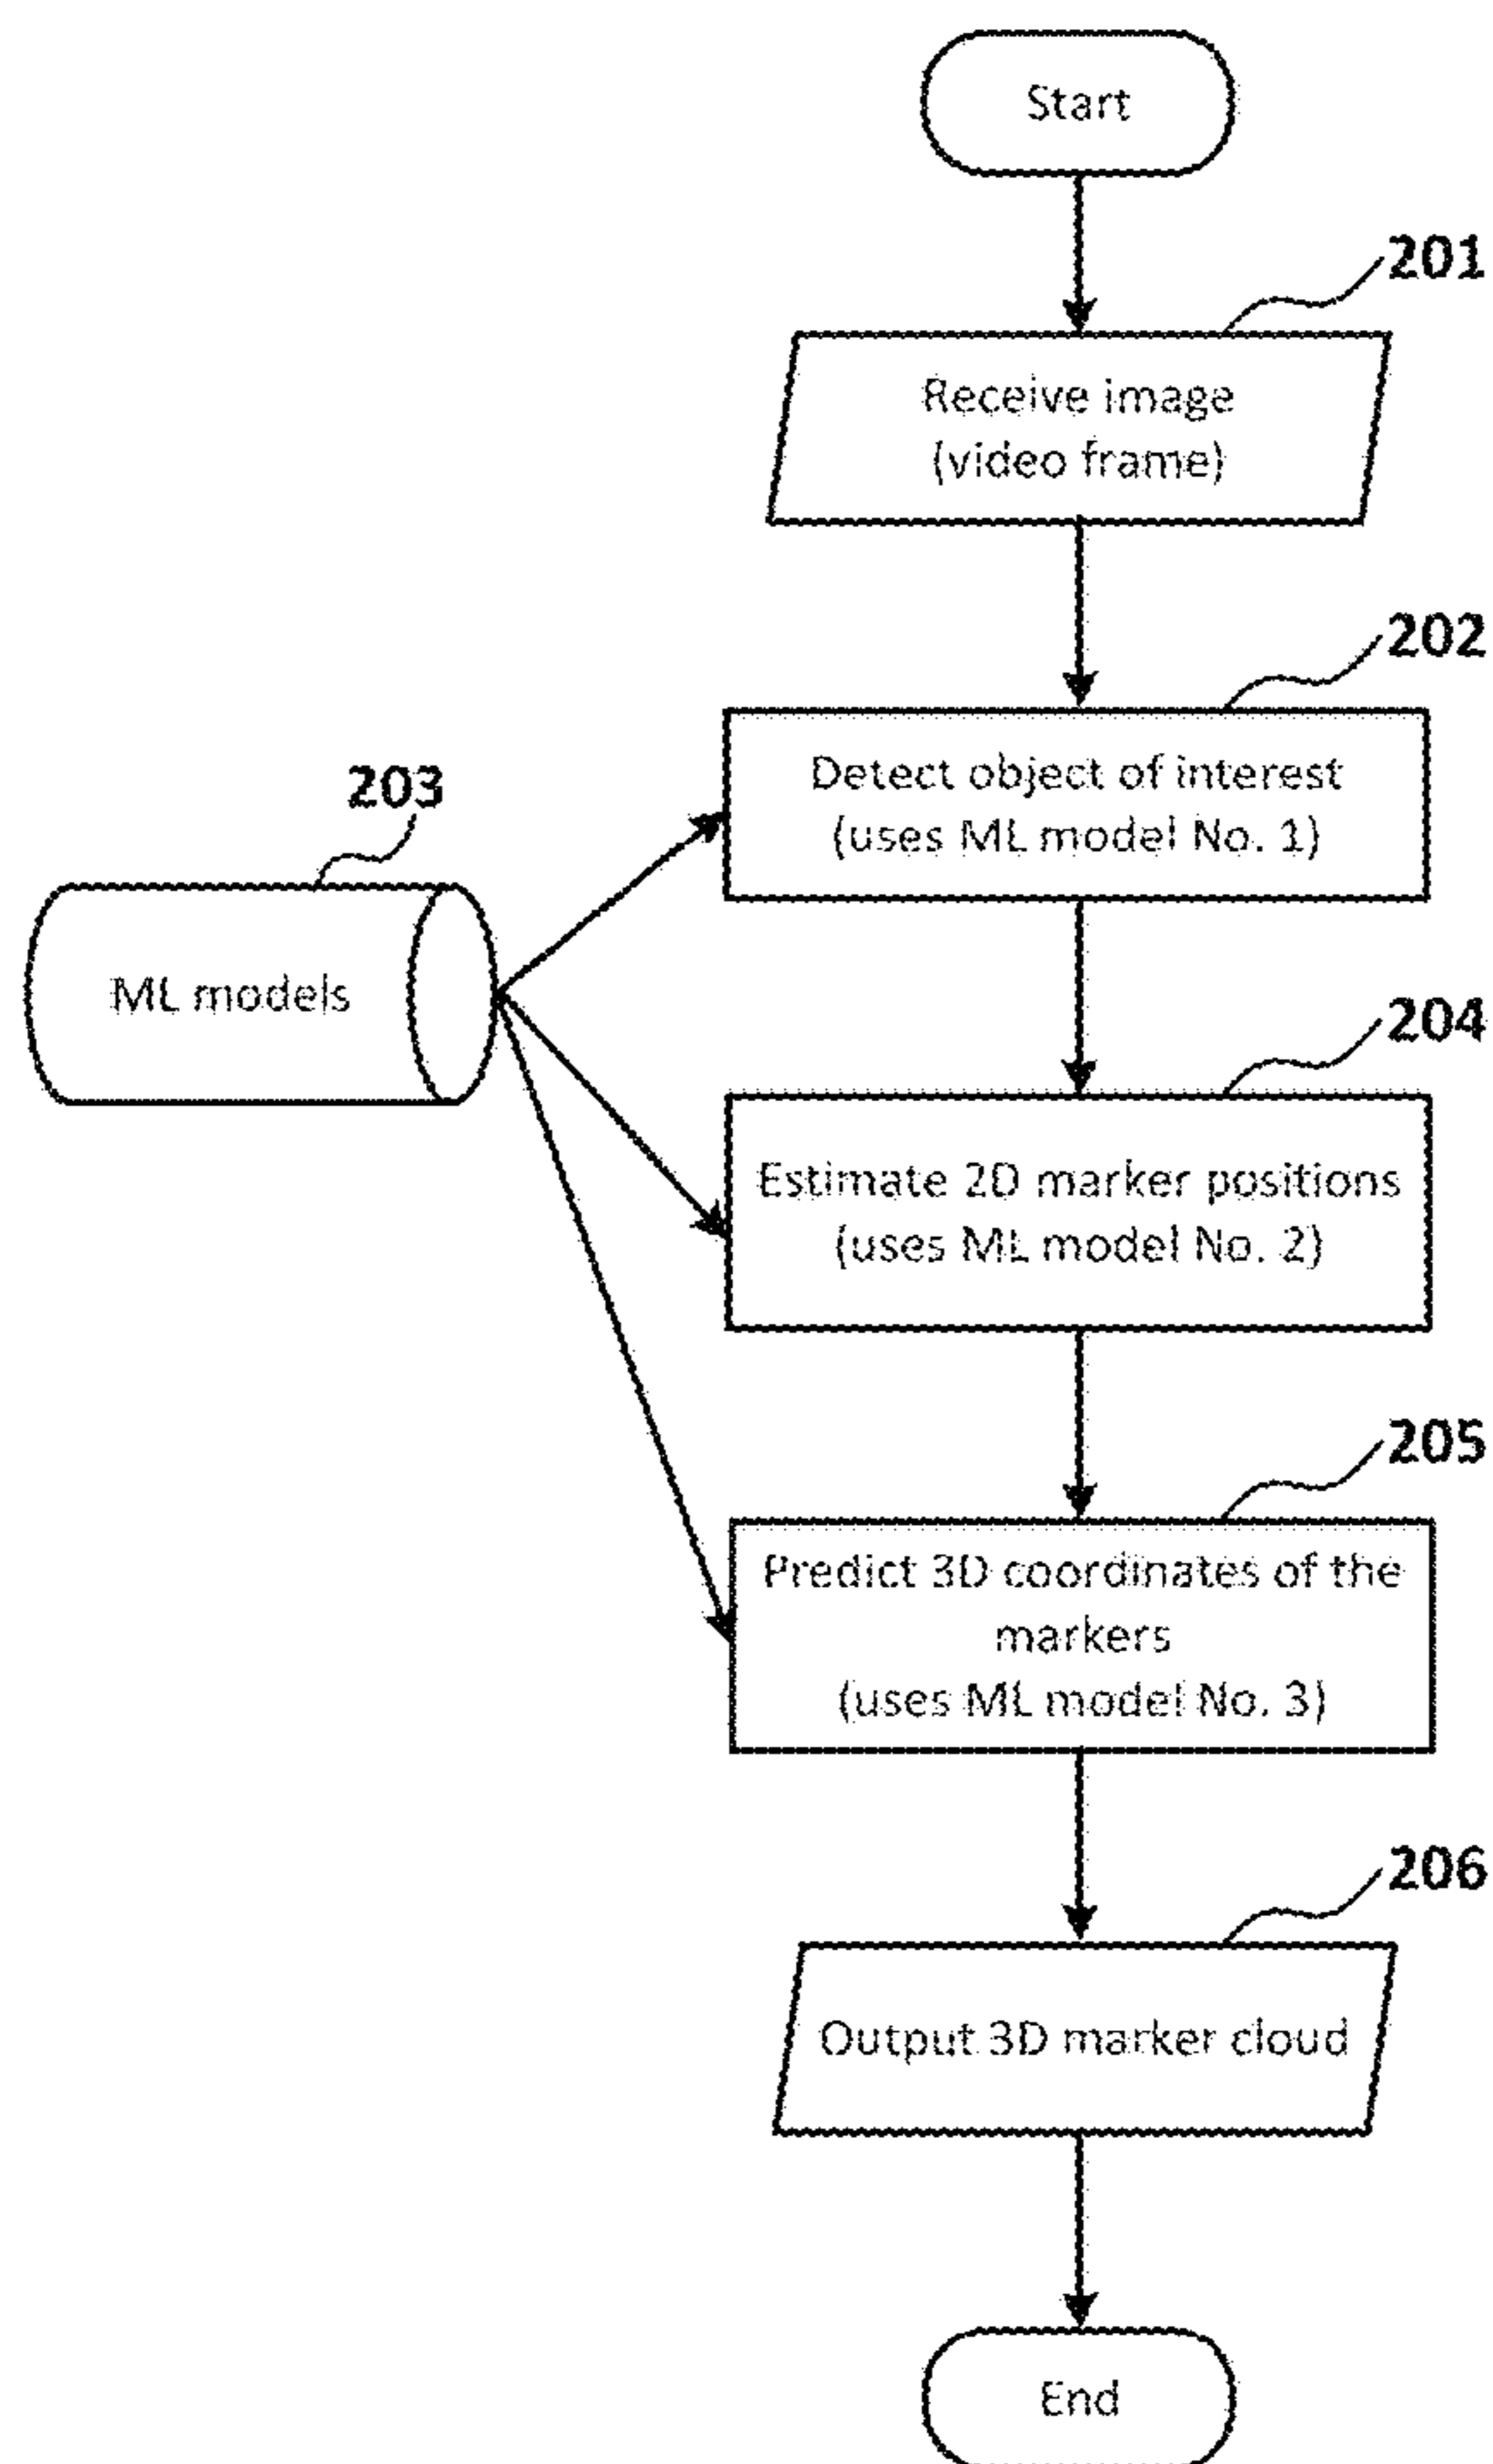 Start
201
Receive image
(video frame)
202
Detect object of interest
(uses ML model No. 1)
203
ML models
204
Estimate 2D marker positions
(uses ML model No. 2)
205
Predict 3D coordinates of the
markers
(uses ML model No. 3)
206
Output 3D marker cloud
End